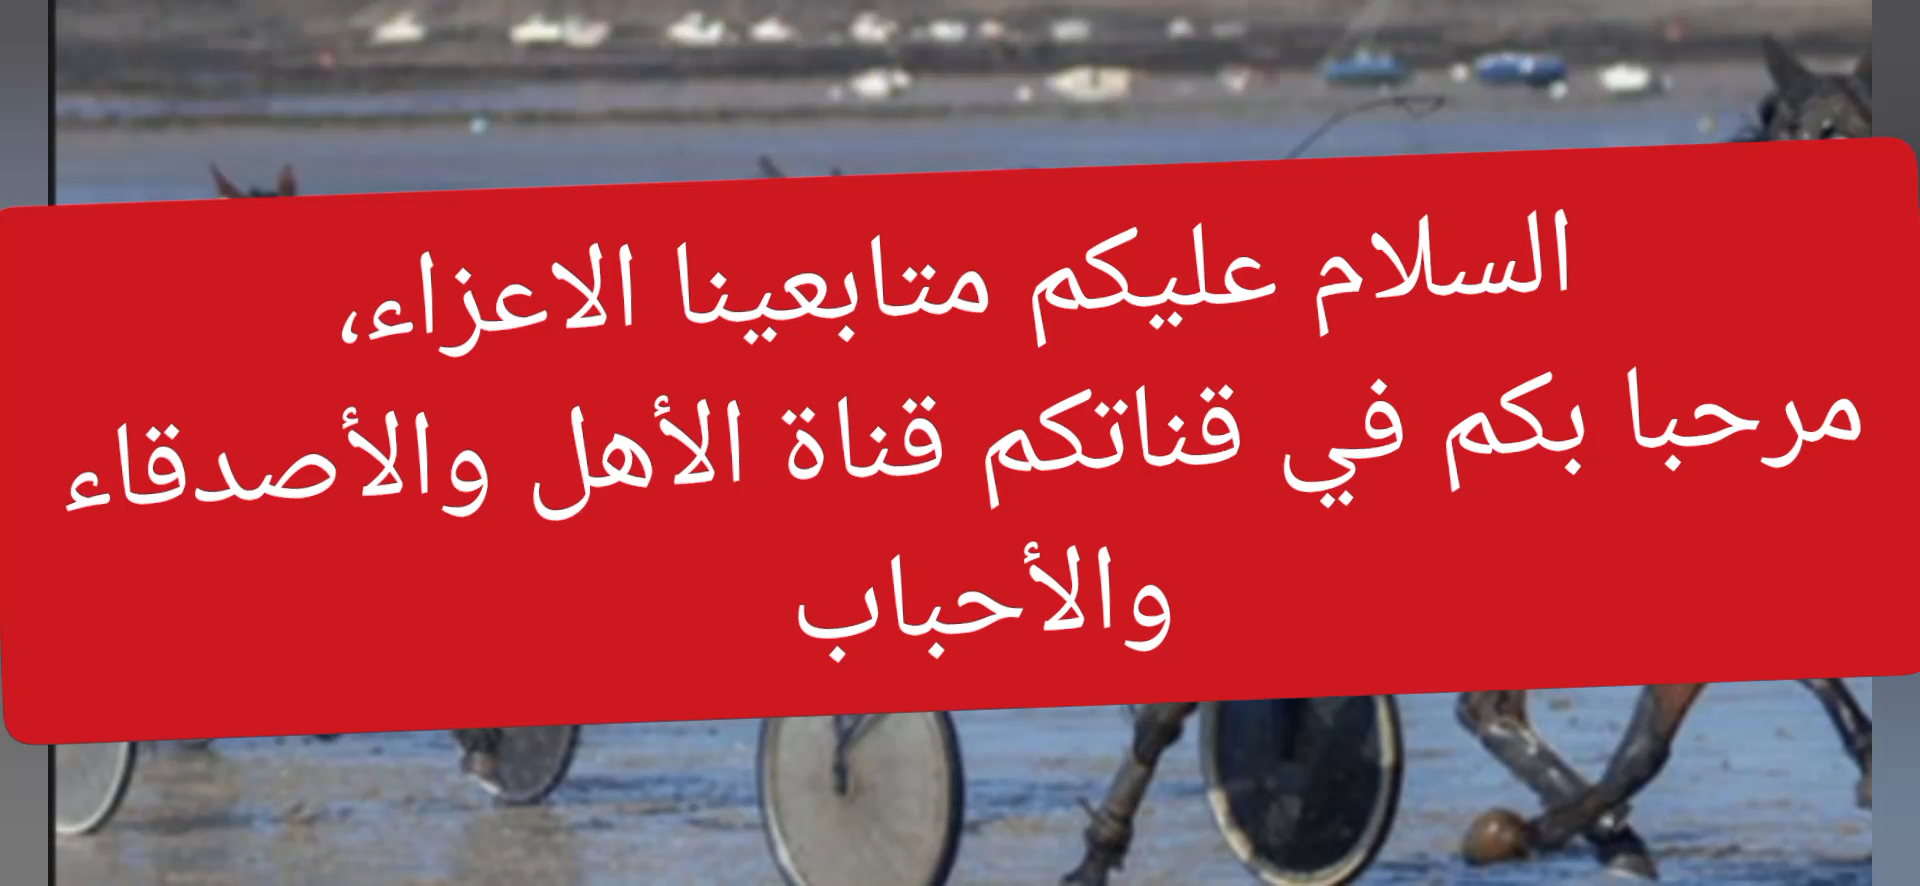 السلام عليكم متابعينا الاعزاء،
مرحبا بكم في قناتكم قناة الأهل والأصدقاء
والأحباب